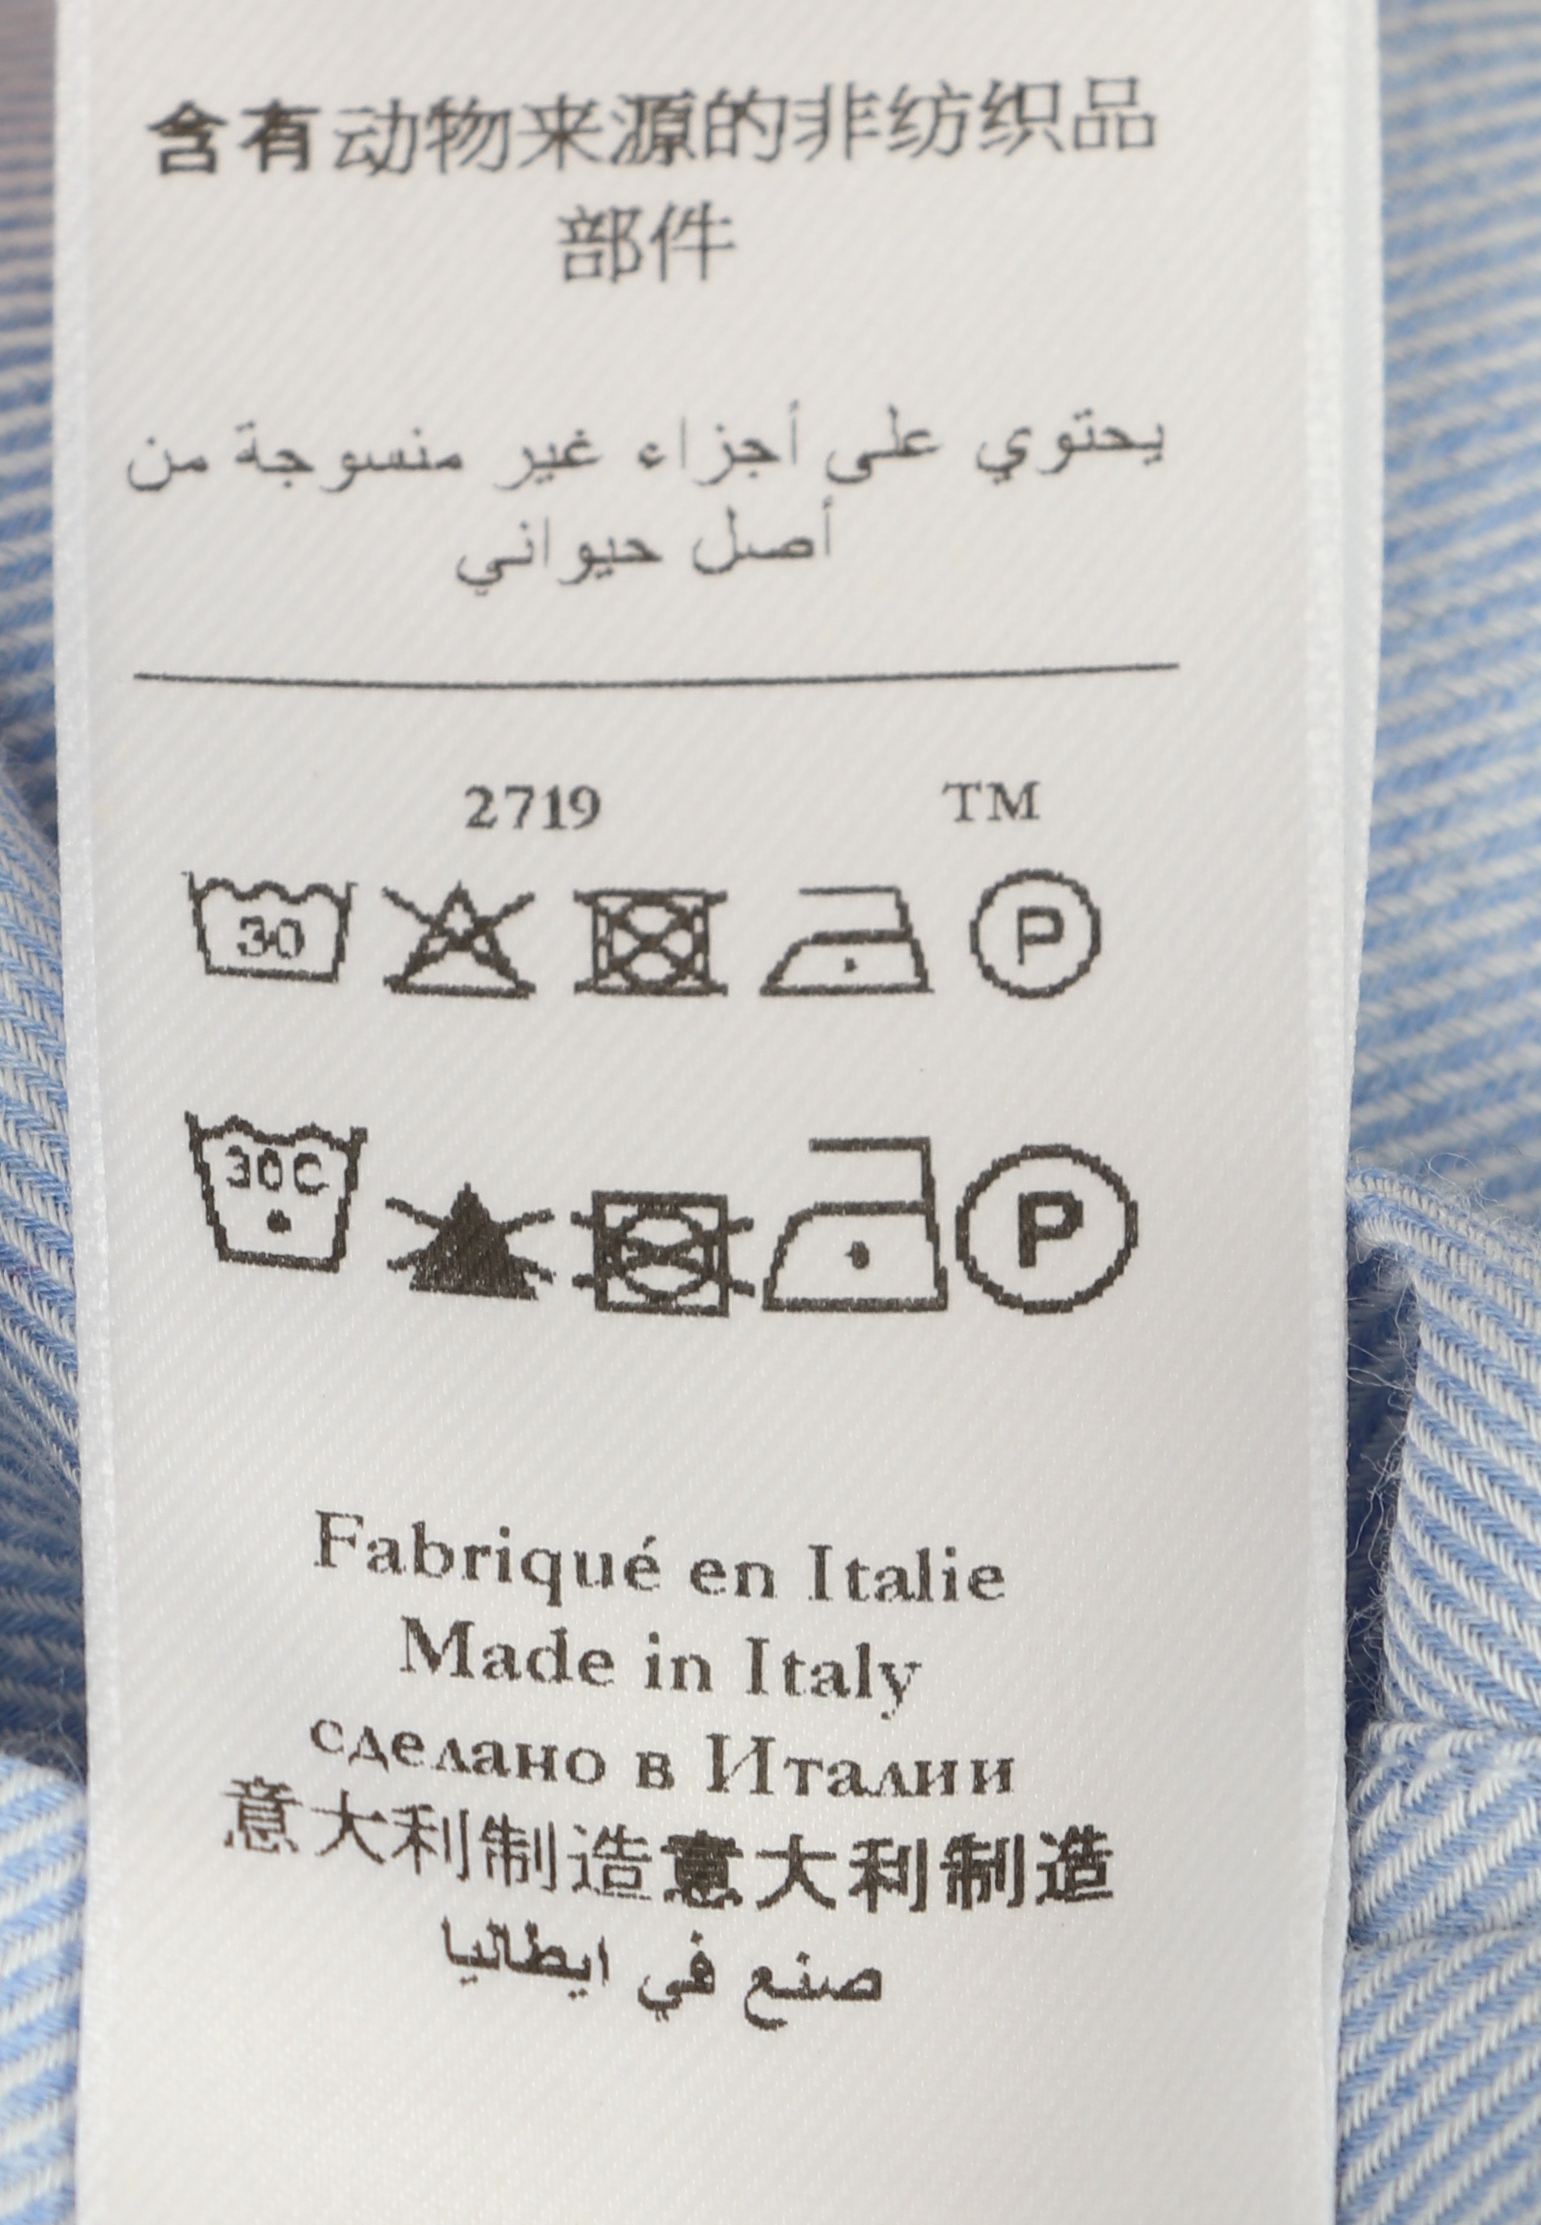 含有动物来源的非纺织品
部件
يحتوي على أجزاء غير منسوجة من
أصل حيواني
2719 TM
30 P
30C P
Fabriqué en Italie
Made in Italy
сделано в Италии
意大利制造意大利制造
صنع في ايطاليا